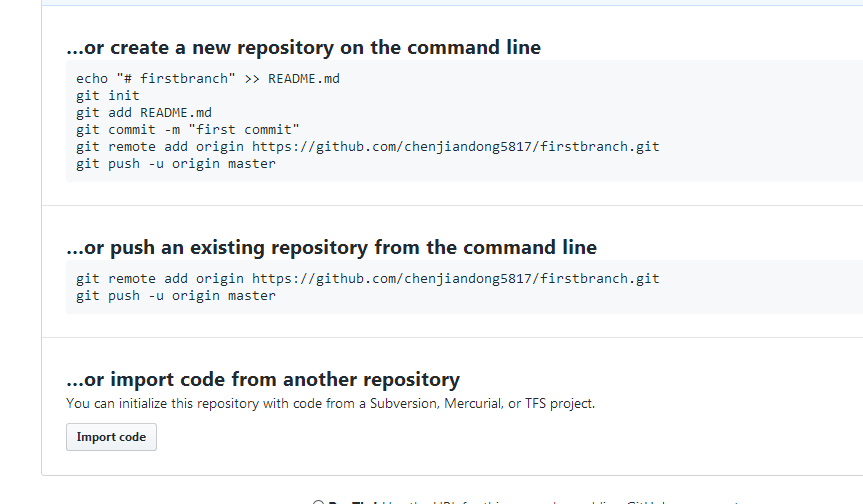 ...or create a new repository on the command line
echo "# firstbranch" >> README.md
git init
git add README.md
git commit -m "first commit"
git remote add origin https://github.com/chenjiandong5817/firstbranch.git
git push -u origin master
...or push an existing repository from the command line
git remote add origin https://github.com/chenjiandong5817/firstbranch.git
git push -u origin master
...or import code from another repository
You can initialize this repository with code from a Subversion, Mercurial, or TFS project.
Import code